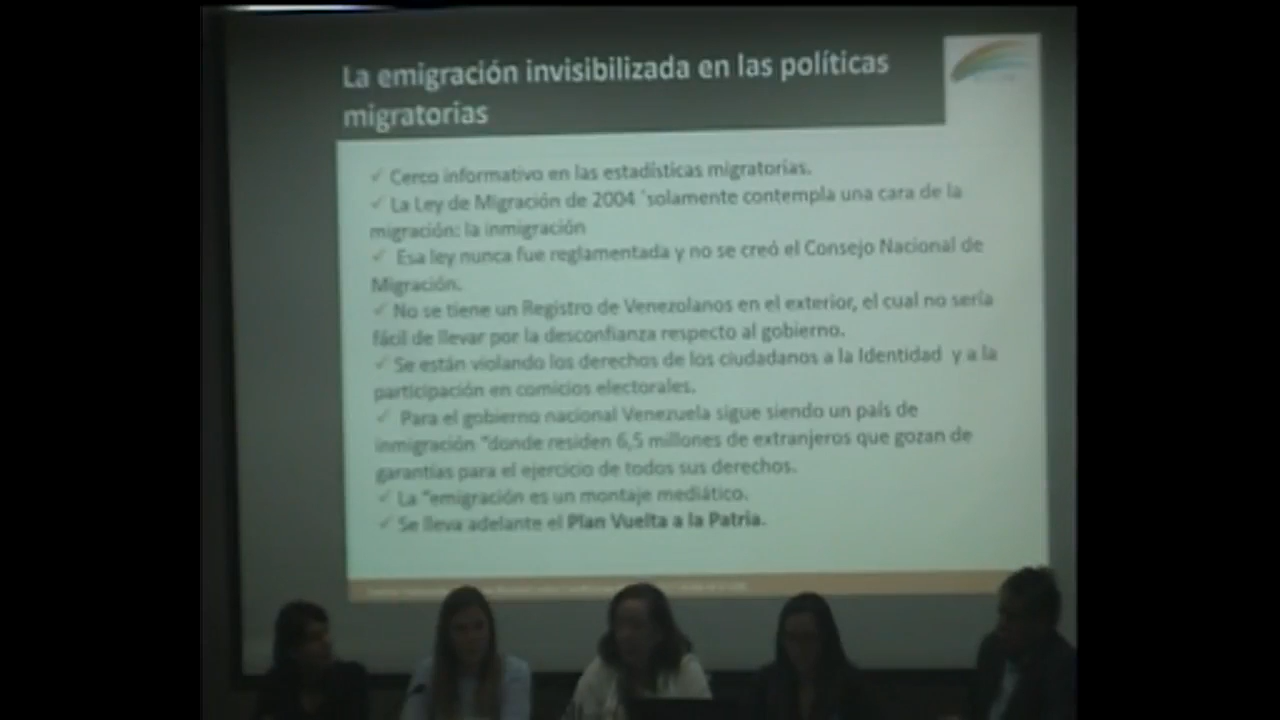 La emigración invisibilizada en las políticas
migratorias
✓ Cerco informativo en las estadísticas migratorias.
✓ La Ley de Migración de 2004 ¨solamente contempla una cara de la
migración: la inmigración
✓ Esa ley nunca fue reglamentada y no se creó el Consejo Nacional de
Migración.
✓ No se tiene un Registro de Venezolanos en el exterior, el cual no sería
fácil de llevar por la desconfianza respecto al gobierno.
✓ Se están violando los derechos de los ciudadanos a la Identidad y a la
participación en comicios electorales.
✓ Para el gobierno nacional Venezuela sigue siendo un país de
inmigración "donde residen 6,5 millones de extranjeros que gozan de
garantías para el ejercicio de todos sus derechos.
✓ La "emigración es un montaje mediático.
✓ Se lleva adelante el Plan Vuelta a la Patria.